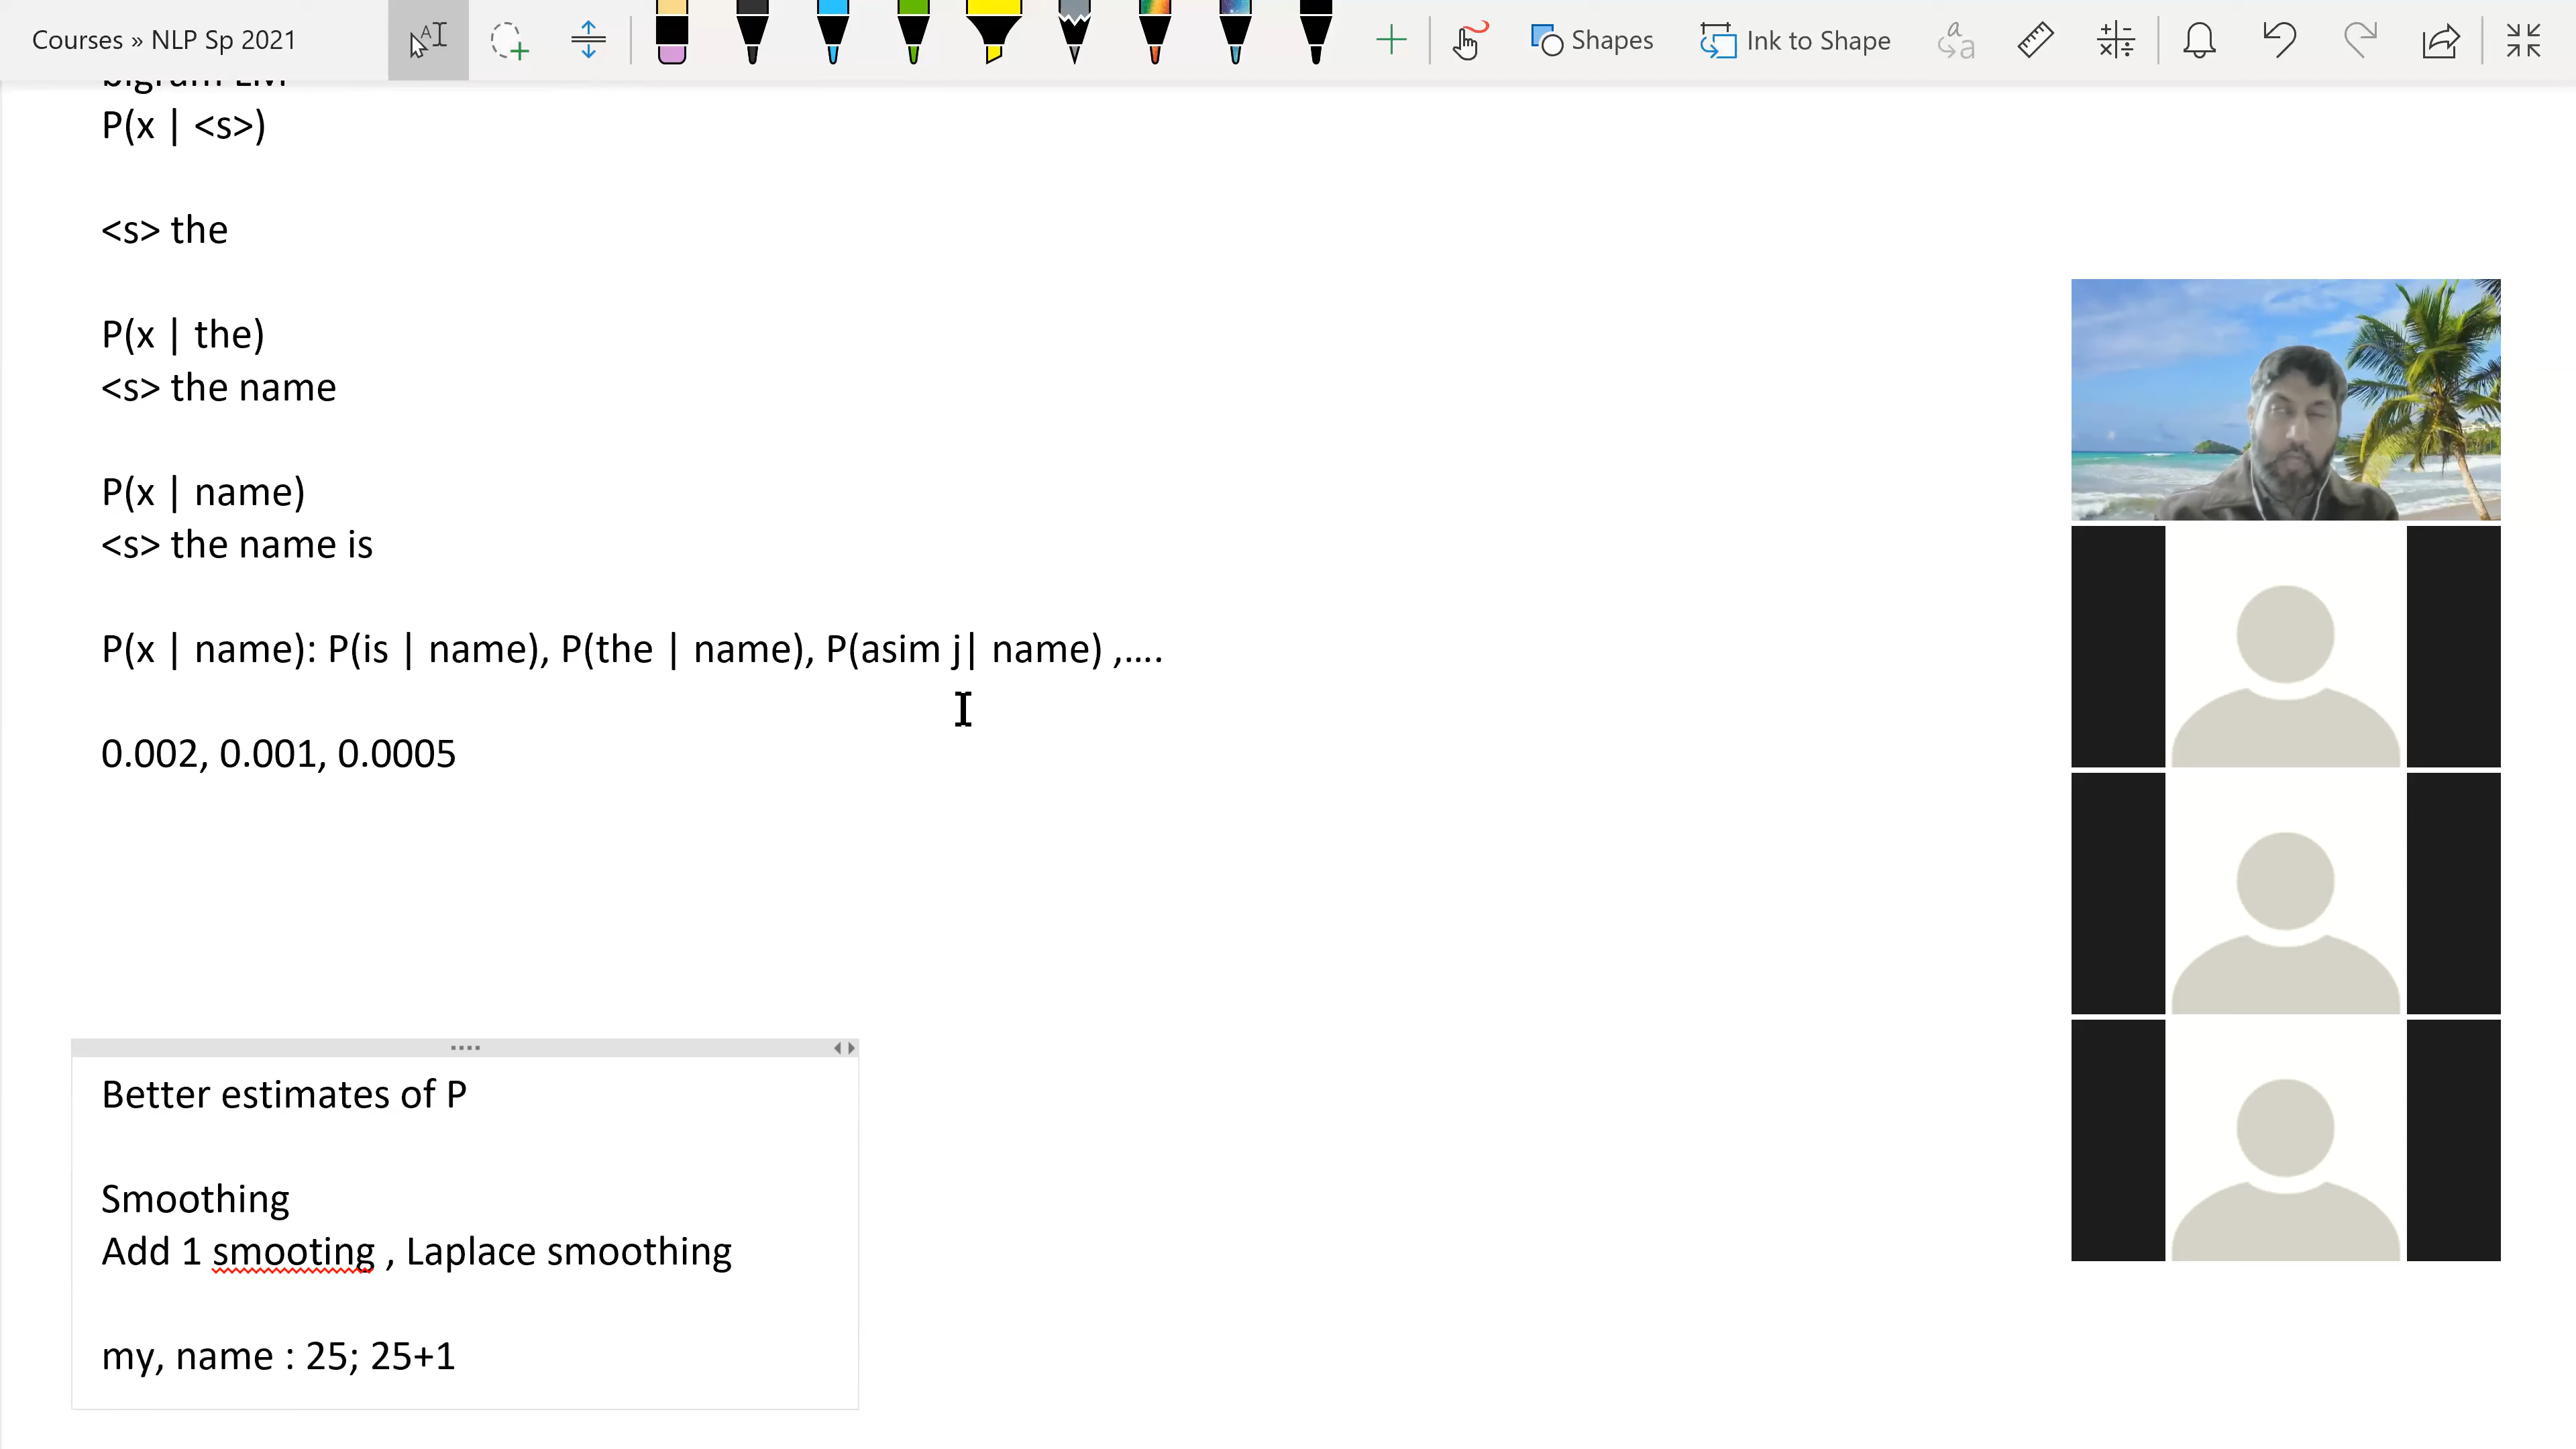 Courses » NLP Sp 2021
Shapes
Ink to Shape
bigram LM
P(x | <s>)
<s> the
P(x | the)
<s> the name
P(x | name)
<s> the name is
P(x | name): P(is | name), P(the | name), P(asim j| name) ,....
0.002, 0.001, 0.0005
Better estimates of P
Smoothing
Add 1 smooting , Laplace smoothing
my, name : 25; 25+1